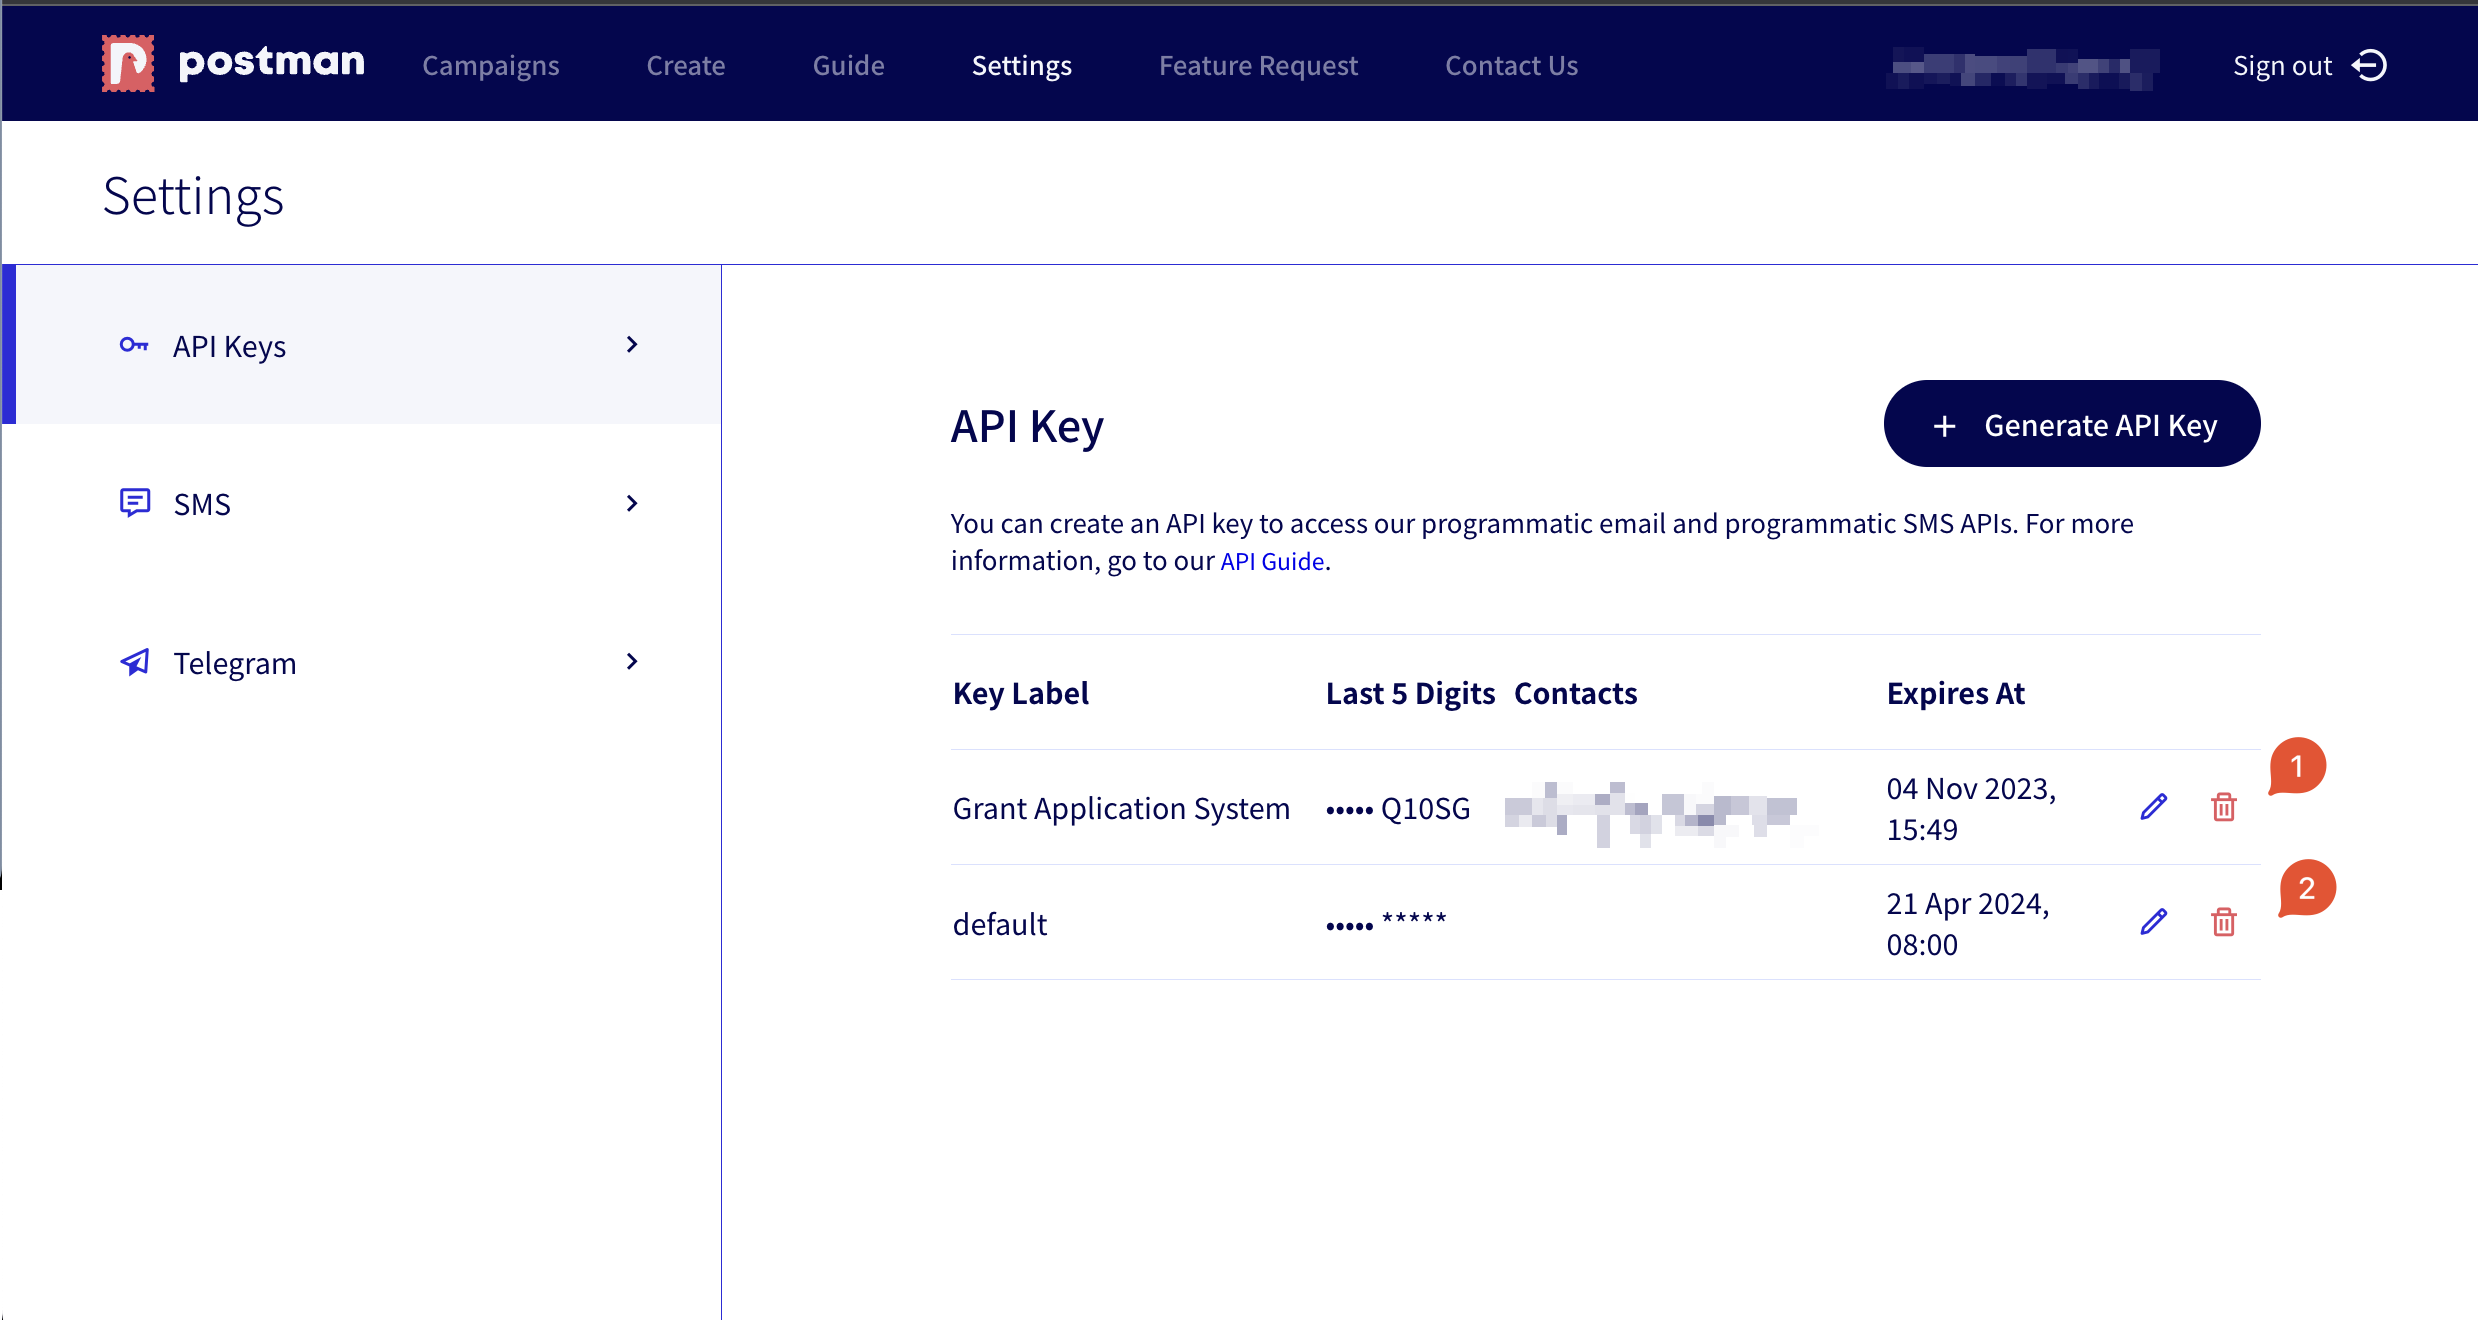 postman
Campaigns
Create
Guide
Settings
Feature Request
Contact Us
Sign out
Settings
API Keys
SMS
Telegram
API Key
+ Generate API Key
You can create an API key to access our programmatic email and programmatic SMS APIs. For more
information, go to our API Guide.
Key Label Last 5 Digits Contacts Expires At
Grant Application System ••••• Q10SG 04 Nov 2023,
15:49
1
default ••••• ***** 21 Apr 2024,
08:00
2